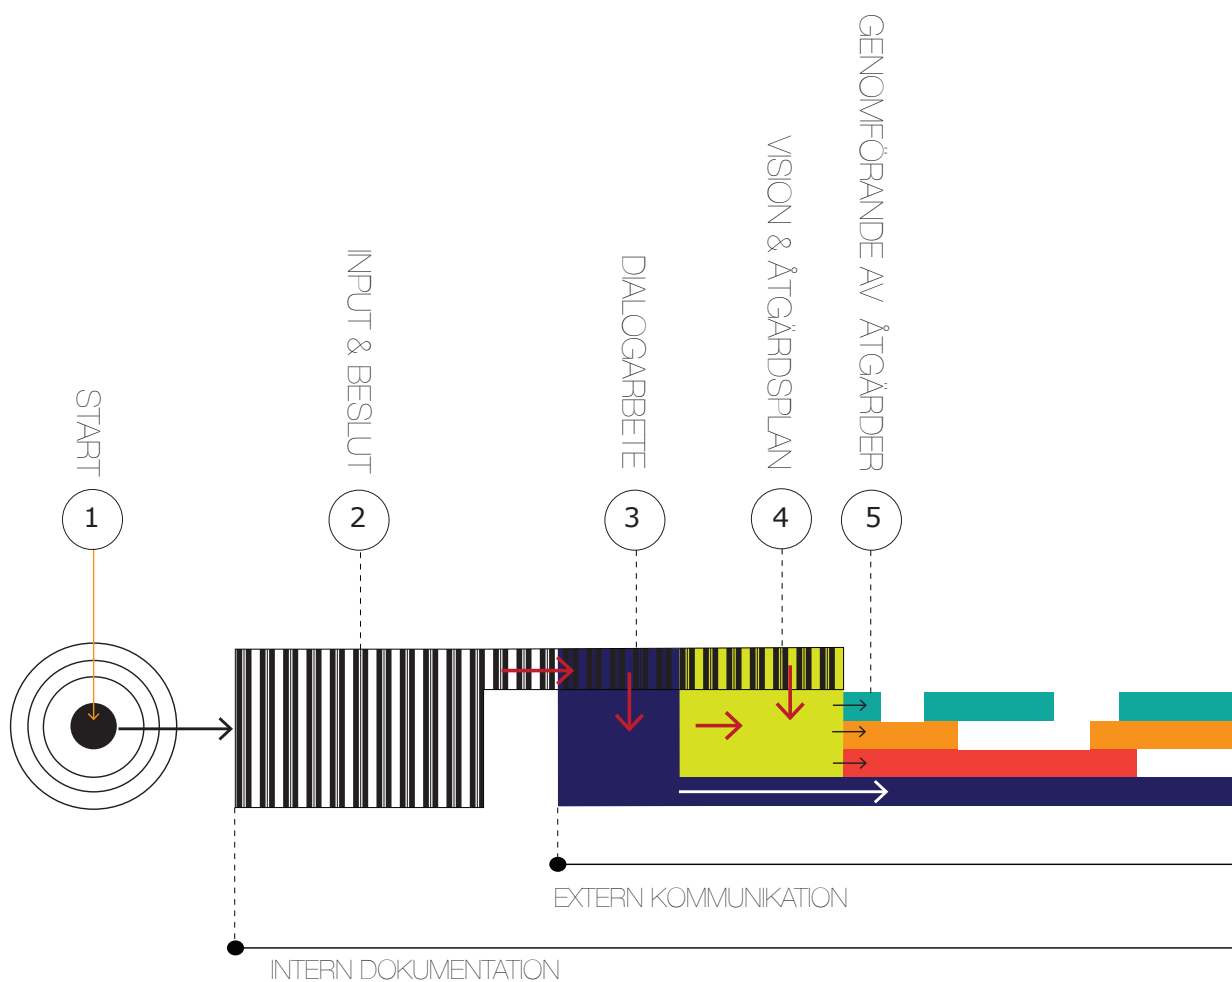 START
1
INPUT & BESLUT
2
DIALOGARBETE
3
VISION & ÅTGÄRDSPLAN
4
GENOMFÖRANDE AV ÅTGÄRDER
5
EXTERN KOMMUNIKATION
INTERN DOKUMENTATION